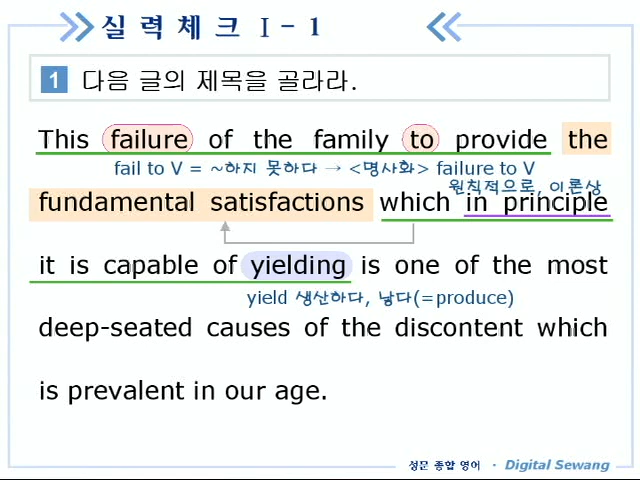 실 력 체 크 I - 1
1 다음 글의 제목을 골라라.
This failure of the family to provide the
fail to V = ~하지 못하다 → <명사화> failure to V
원칙적으로, 이론상
fundamental satisfactions which in principle
it is capable of yielding is one of the most
yield 생산하다, 낳다(=produce)
deep-seated causes of the discontent which
is prevalent in our age.
성문 종합 영어 · Digital Sewang